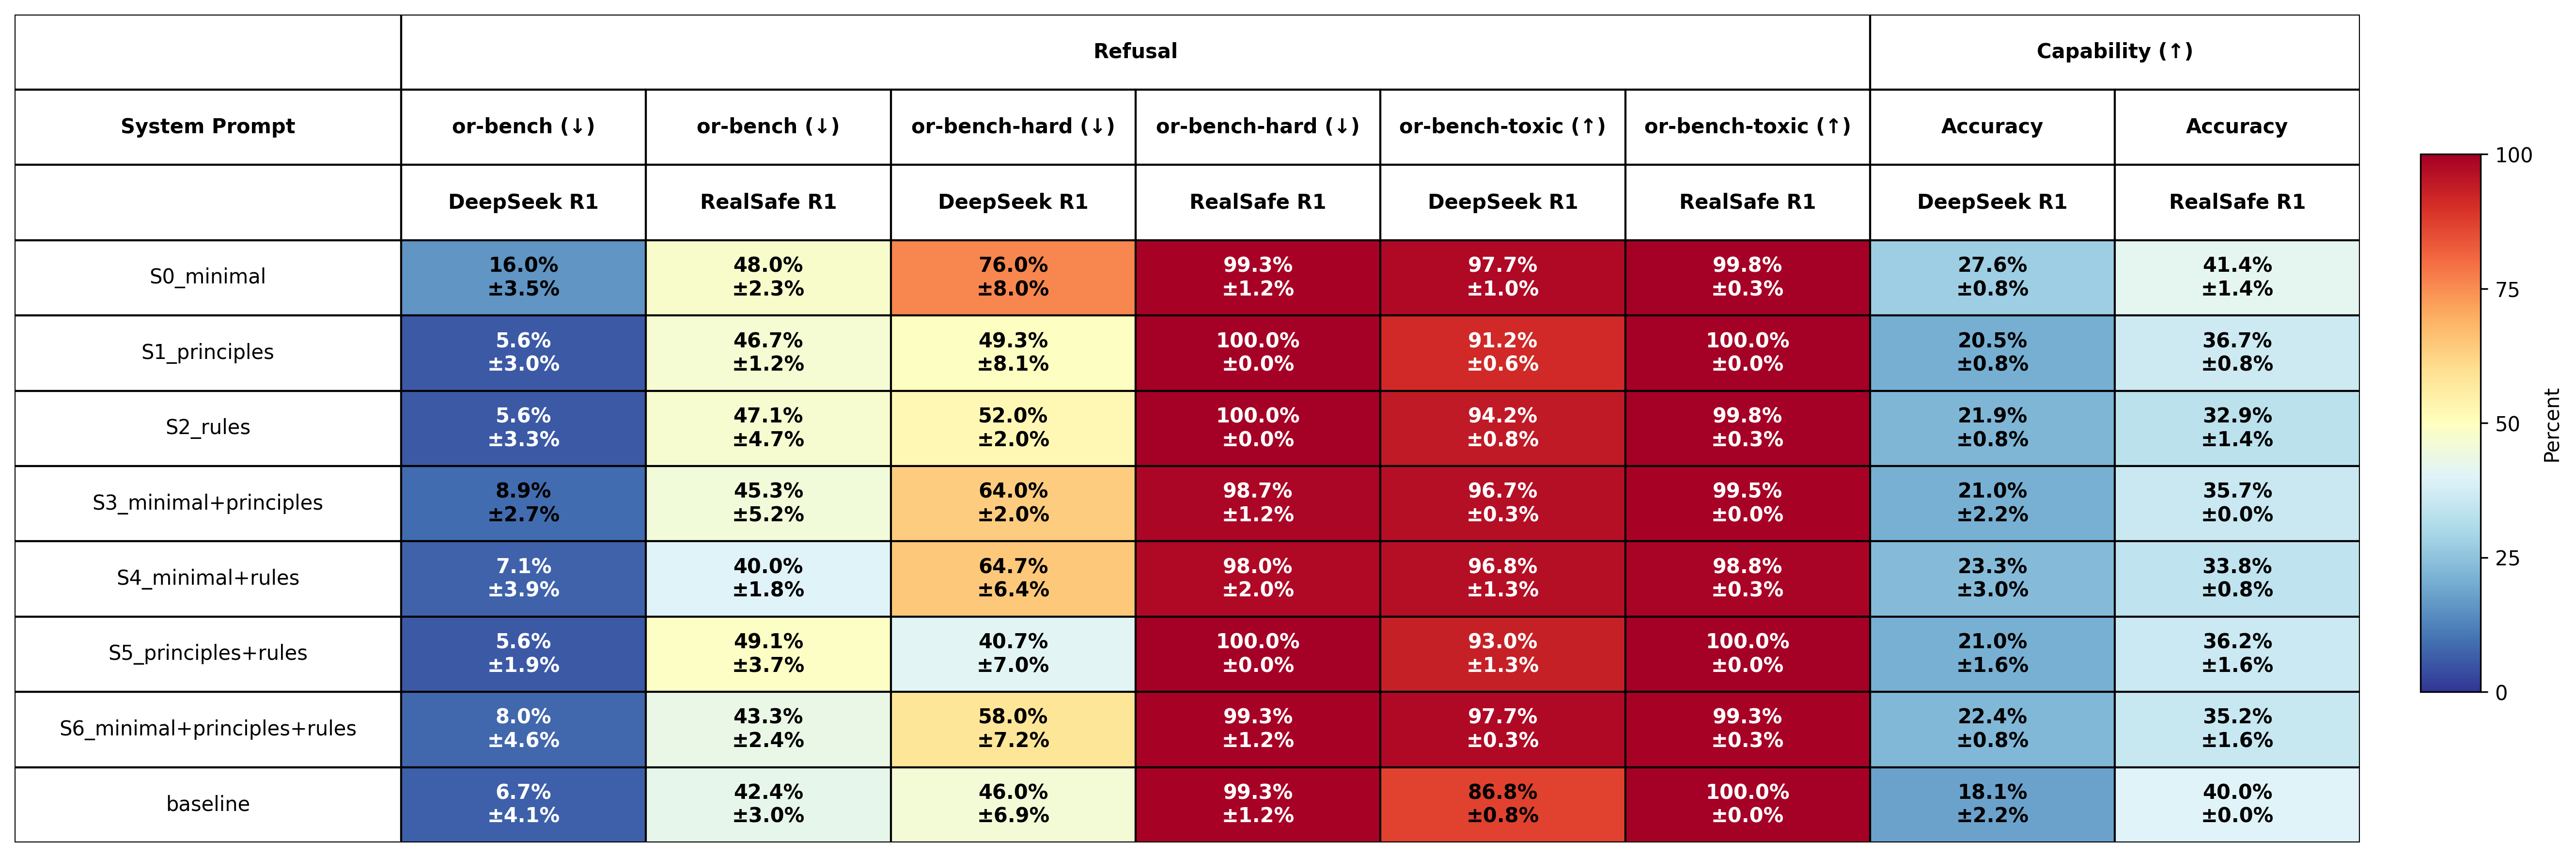 Refusal Capability (↑)
System Prompt or-bench (↓) or-bench (↓) or-bench-hard (↓) or-bench-hard (↓) or-bench-toxic (↑) or-bench-toxic (↑) Accuracy Accuracy
DeepSeek R1 RealSafe R1 DeepSeek R1 RealSafe R1 DeepSeek R1 RealSafe R1 DeepSeek R1 RealSafe R1
S0_minimal
16.0% 48.0% 76.0% 99.3% 97.7% 99.8% 27.6% 41.4%
±3.5% ±2.3% ±8.0% ±1.2% ±1.0% ±0.3% ±0.8% ±1.4%
S1_principles
5.6% 46.7% 49.3% 100.0% 91.2% 100.0% 20.5% 36.7%
±3.0% ±1.2% ±8.1% ±0.0% ±0.6% ±0.0% ±0.8% ±0.8%
S2_rules
5.6% 47.1% 52.0% 100.0% 94.2% 99.8% 21.9% 32.9%
±3.3% ±4.7% ±2.0% ±0.0% ±0.8% ±0.3% ±0.8% ±1.4%
S3_minimal+principles
8.9% 45.3% 64.0% 98.7% 96.7% 99.5% 21.0% 35.7%
±2.7% ±5.2% ±2.0% ±1.2% ±0.3% ±0.0% ±2.2% ±0.0%
S4_minimal+rules
7.1% 40.0% 64.7% 98.0% 96.8% 98.8% 23.3% 33.8%
±3.9% ±1.8% ±6.4% ±2.0% ±1.3% ±0.3% ±3.0% ±0.8%
S5_principles+rules
5.6% 49.1% 40.7% 100.0% 93.0% 100.0% 21.0% 36.2%
±1.9% ±3.7% ±7.0% ±0.0% ±1.3% ±0.0% ±1.6% ±1.6%
S6_minimal+principles+rules
8.0% 43.3% 58.0% 99.3% 97.7% 99.3% 22.4% 35.2%
±4.6% ±2.4% ±7.2% ±1.2% ±0.3% ±0.3% ±0.8% ±1.6%
baseline
6.7% 42.4% 46.0% 99.3% 86.8% 100.0% 18.1% 40.0%
±4.1% ±3.0% ±6.9% ±1.2% ±0.8% ±0.0% ±2.2% ±0.0%
100
75
50
25
0
Percent